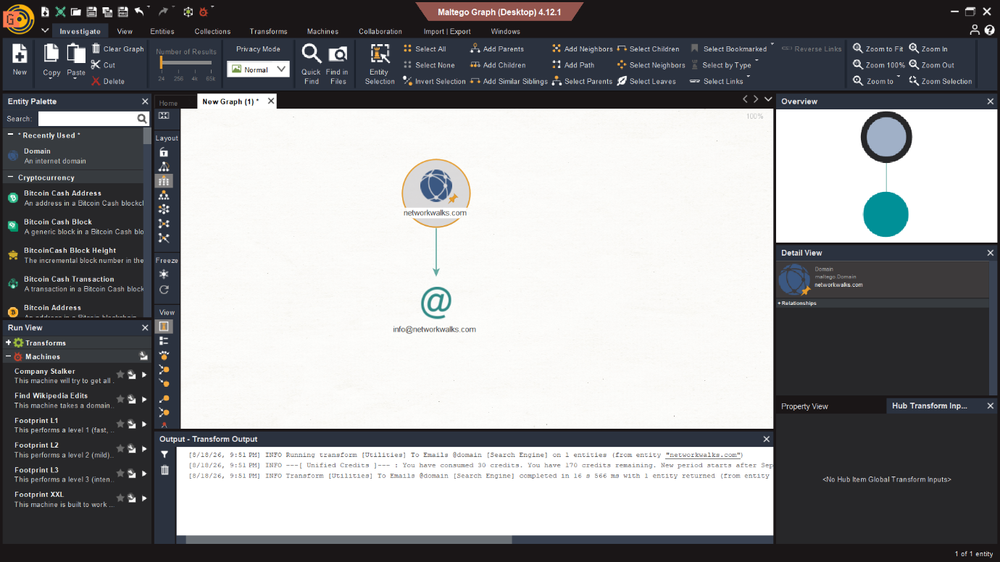 Maltego Graph (Desktop) 4.12.1
Investigate View Entities Collections Transforms Machines Collaboration Import | Export Windows
New
Copy
Paste
Clear Graph
Cut
Delete
Number of Results
24 256 4k 65k
Privacy Mode
Normal
Quick
Find
Find in
Files
Entity
Selection
Select All
Select None
Invert Selection
Add Parents
Add Children
Add Similar Siblings
Add Neighbors
Add Path
Select Parents
Select Children
Select Neighbors
Select Leaves
Select Bookmarked
Select by Type
Select Links
Reverse Links
Zoom to Fit
Zoom 100%
Zoom to
Zoom In
Zoom Out
Zoom Selection
Entity Palette
Search:
* Recently Used *
Domain
An internet domain
Cryptocurrency
Bitcoin Cash Address
An address in a Bitcoin Cash blockcl
Bitcoin Cash Block
A generic block in a Bitcoin Cash blo
BitcoinCash Block Height
The incremental block number in the
Bitcoin Cash Transaction
A transaction in a Bitcoin Cash block
Bitcoin Address
An address in a Bitcoin blockchain
Run View
Transforms
Machines
Company Stalker
This machine will try to get all .
Find Wikipedia Edits
This machine takes a domain...
Footprint L1
This performs a level 1 (fast, ...
Footprint L2
This performs a level 2 (mild)...
Footprint L3
This performs a level 3 (inten...
Footprint XXL
This machine is built to work ...
Home
New Graph (1) *
Layout
Freeze
View
100%
networkwalks.com
@
info@networkwalks.com
Output - Transform Output
[8/18/26, 9:51 PM] INFO Running transform [Utilities] To Emails @domain [Search Engine] on 1 entities (from entity "networkwalks.com")
[8/18/26, 9:51 PM] INFO ---[ Unified Credits ]--- : You have consumed 30 credits. You have 170 credits remaining. New period starts after Sep
[8/18/26, 9:51 PM] INFO Transform [Utilities] To Emails @domain [Search Engine] completed in 16 s 566 ms with 1 entity returned (from entity
Overview
Detail View
Domain
maltego.Domain
networkwalks.com
+ Relationships
Property View
Hub Transform Inp...
<No Hub Item Global Transform Inputs>
1 of 1 entity